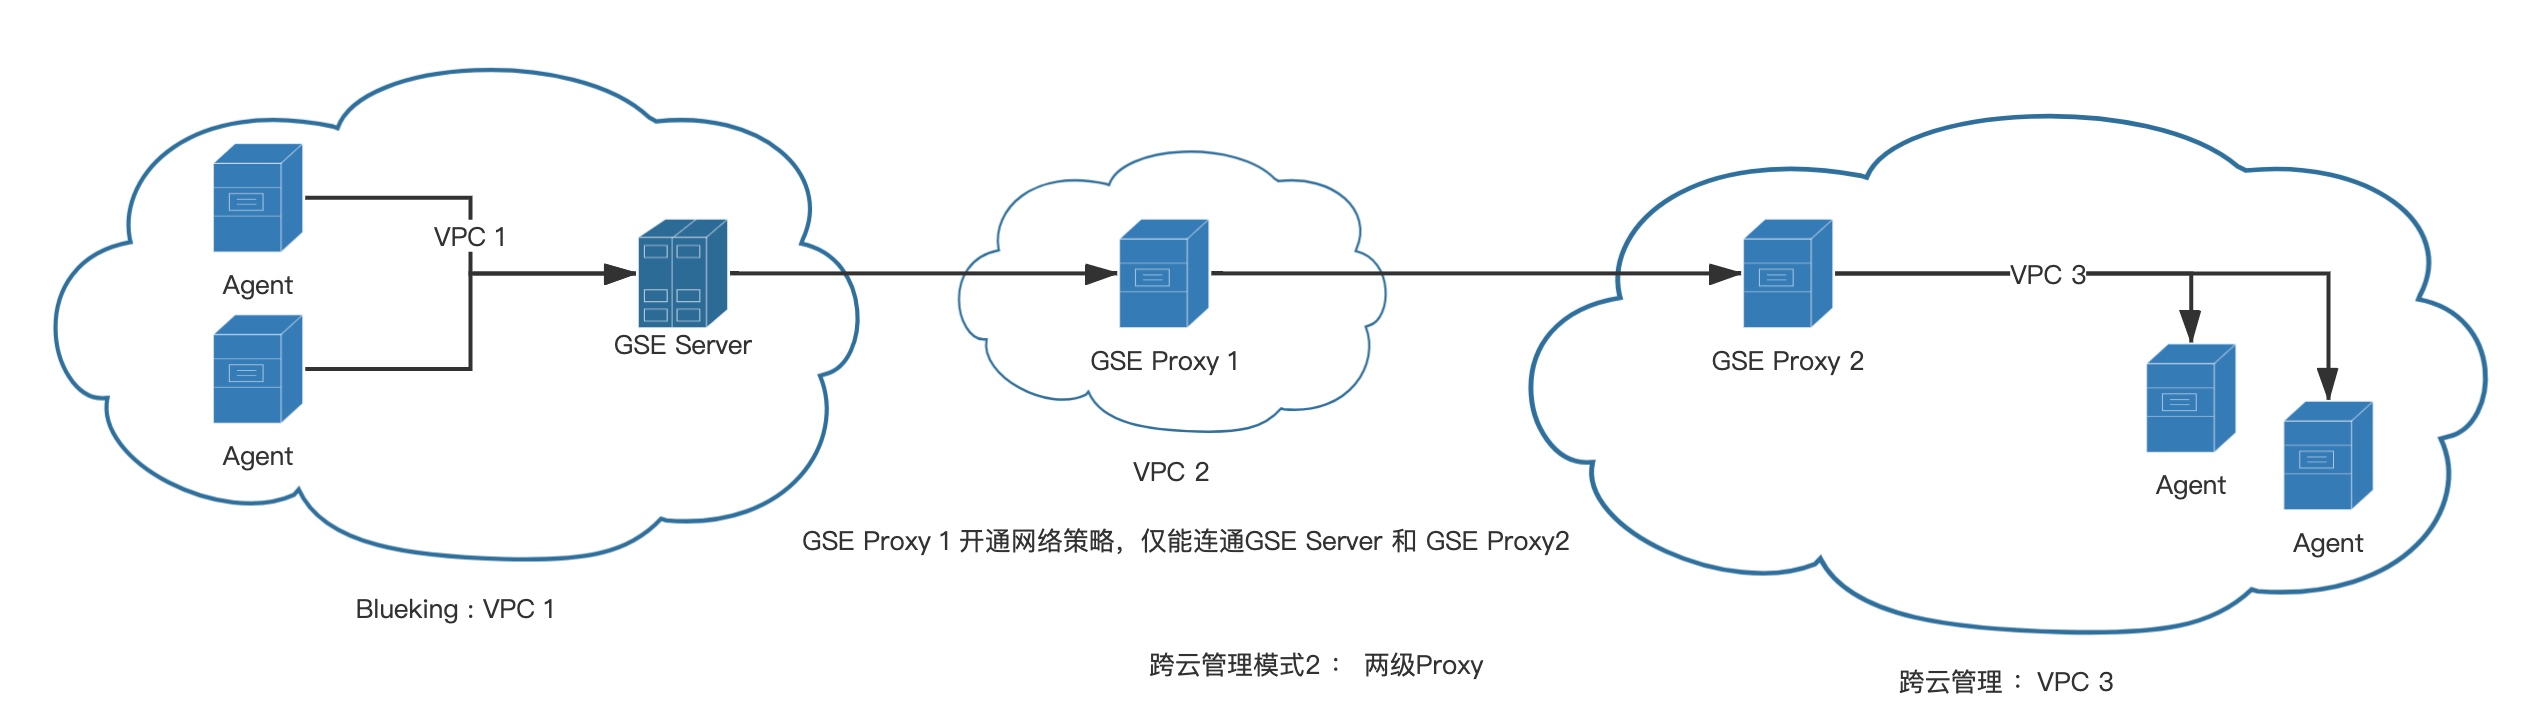 Agent
VPC 1
Agent
GSE Server
GSE Proxy 1
GSE Proxy 2
VPC 3
Agent
Agent
VPC 2
GSE Proxy 1 开通网络策略，仅能连通GSE Server 和 GSE Proxy2
Blueking : VPC 1
跨云管理模式2 ： 两级Proxy
跨云管理 ： VPC 3